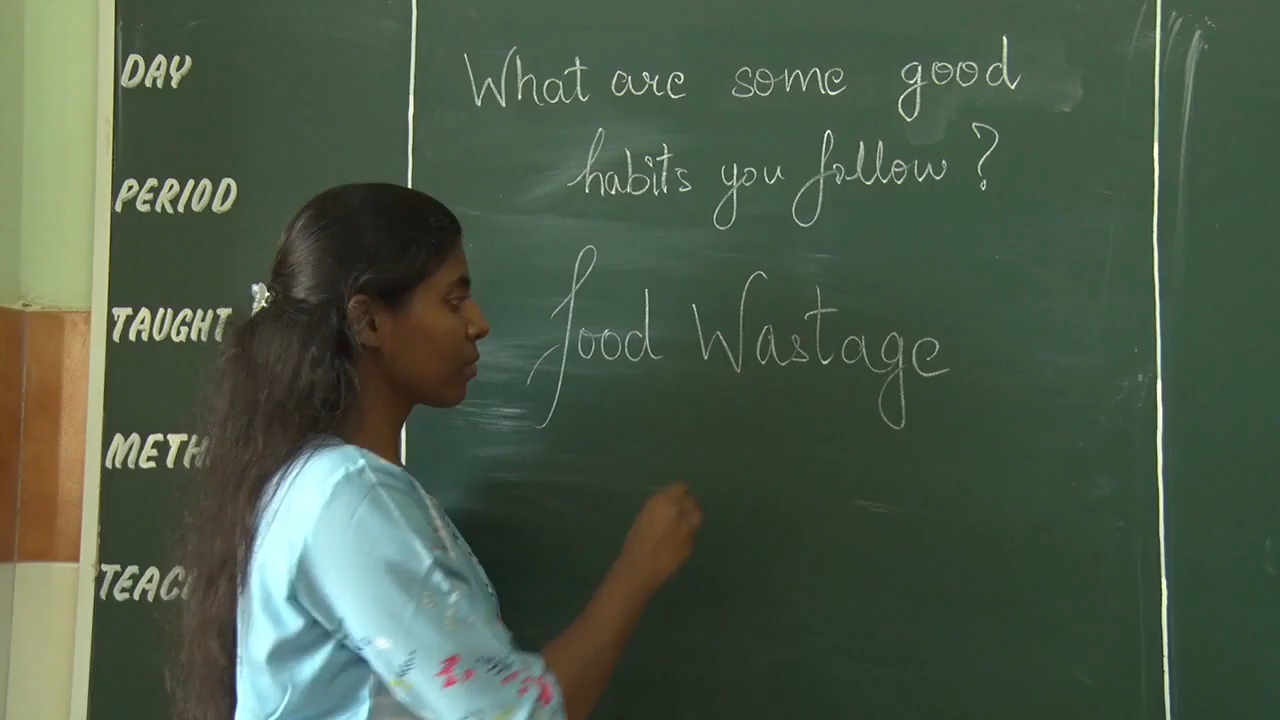 DAY
PERIOD
TAUGHT
METH
TEAC
What are some good
habits you follow?
food Wastage